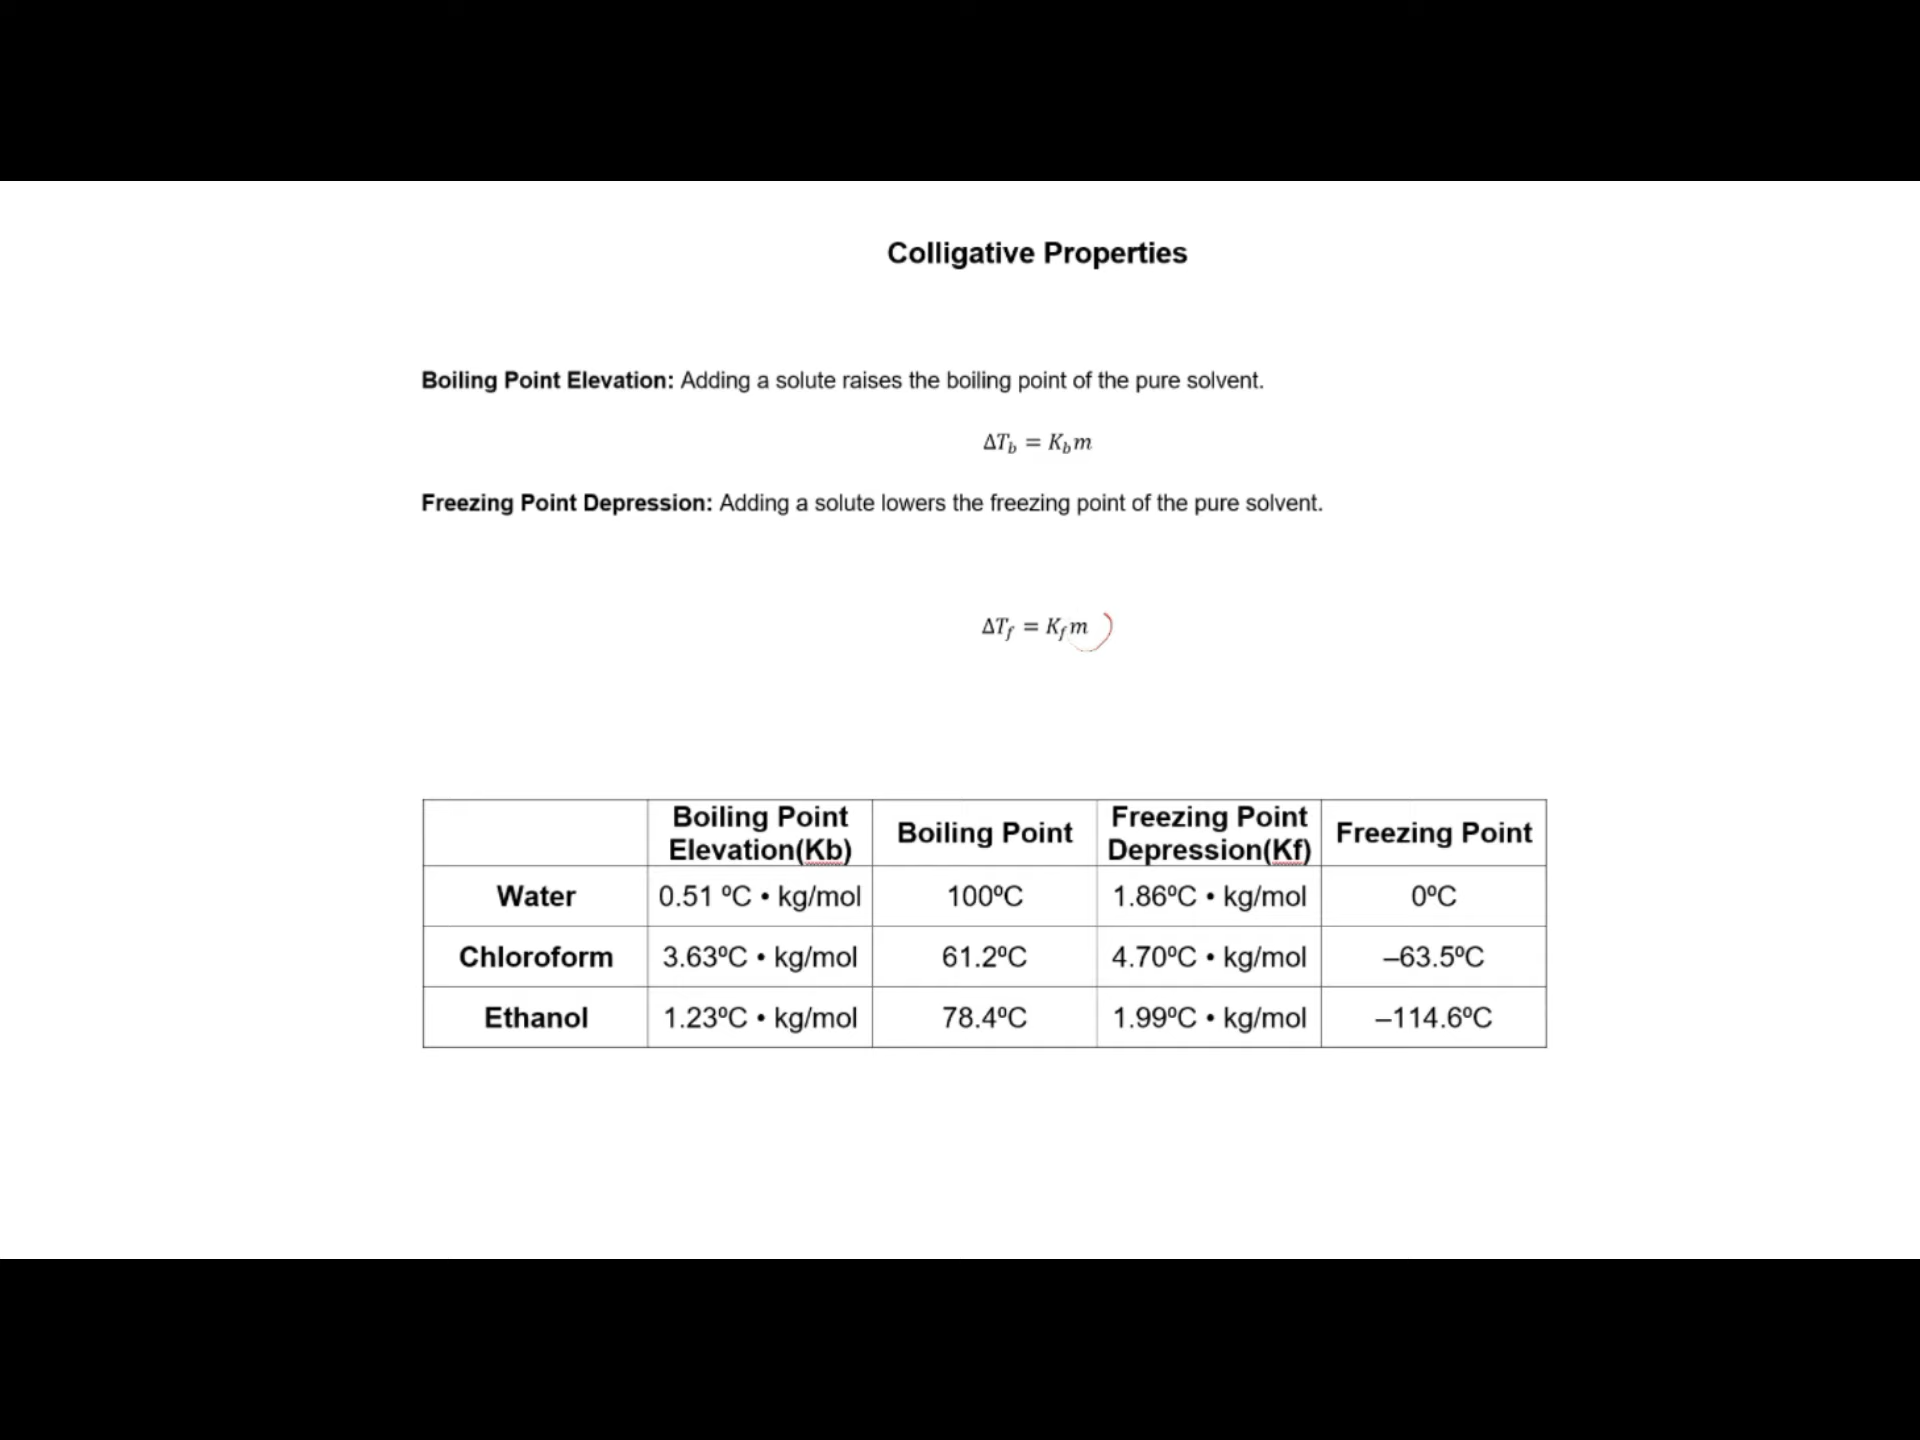 Colligative Properties
Boiling Point Elevation: Adding a solute raises the boiling point of the pure solvent.
ΔT_b = K_b m
Freezing Point Depression: Adding a solute lowers the freezing point of the pure solvent.
ΔT_f = K_f m
Boiling Point Elevation(Kb) Boiling Point Freezing Point Depression(Kf) Freezing Point
Water 0.51 ºC • kg/mol 100ºC 1.86ºC • kg/mol 0ºC
Chloroform 3.63ºC • kg/mol 61.2ºC 4.70ºC • kg/mol –63.5ºC
Ethanol 1.23ºC • kg/mol 78.4ºC 1.99ºC • kg/mol –114.6ºC